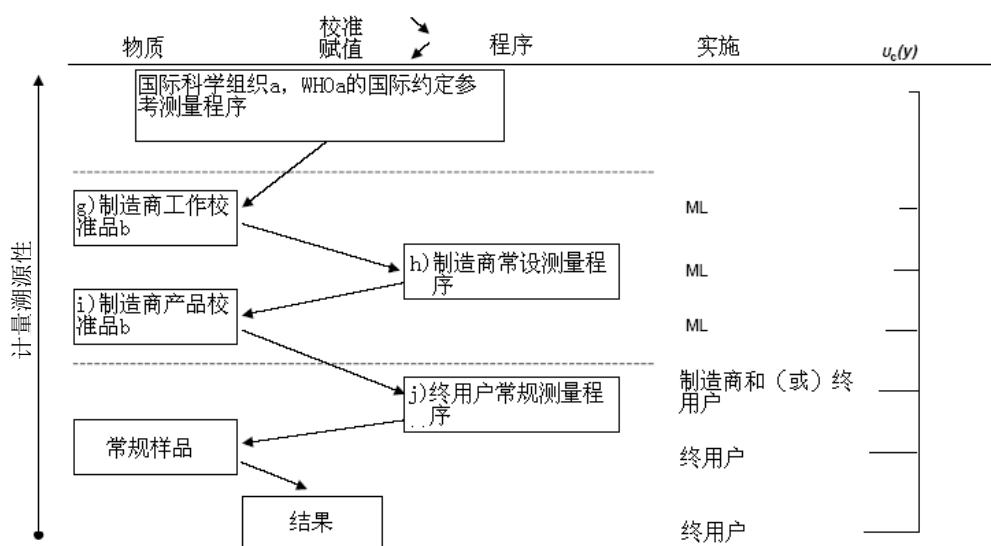 校准
赋值
物质
程序
实施
uc(y)
国际科学组织a，WHOa的国际约定参
考测量程序
g)制造商工作校
准品b
ML
h)制造商常设测量程
序
ML
i)制造商产品校
准品b
ML
计量溯源性
j)终用户常规测量程
序
制造商和（或）终
用户
常规样品
终用户
结果
终用户